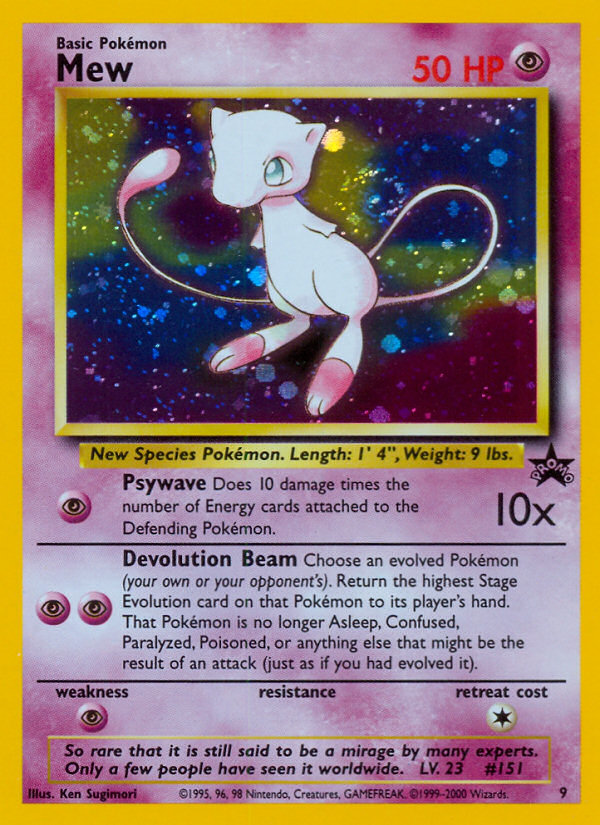 Basic Pokémon
Mew
50 HP
New Species Pokémon. Length: 1' 4", Weight: 9 lbs.
PROMO
Psywave Does 10 damage times the
number of Energy cards attached to the
Defending Pokémon.
10x
Devolution Beam Choose an evolved Pokémon
(your own or your opponent's). Return the highest Stage
Evolution card on that Pokémon to its player's hand.
That Pokémon is no longer Asleep, Confused,
Paralyzed, Poisoned, or anything else that might be the
result of an attack (just as if you had evolved it).
weakness resistance retreat cost
So rare that it is still said to be a mirage by many experts.
Only a few people have seen it worldwide. LV. 23 #151
Illus. Ken Sugimori ©1995, 96, 98 Nintendo, Creatures, GAMEFREAK. ©1999-2000 Wizards. 9